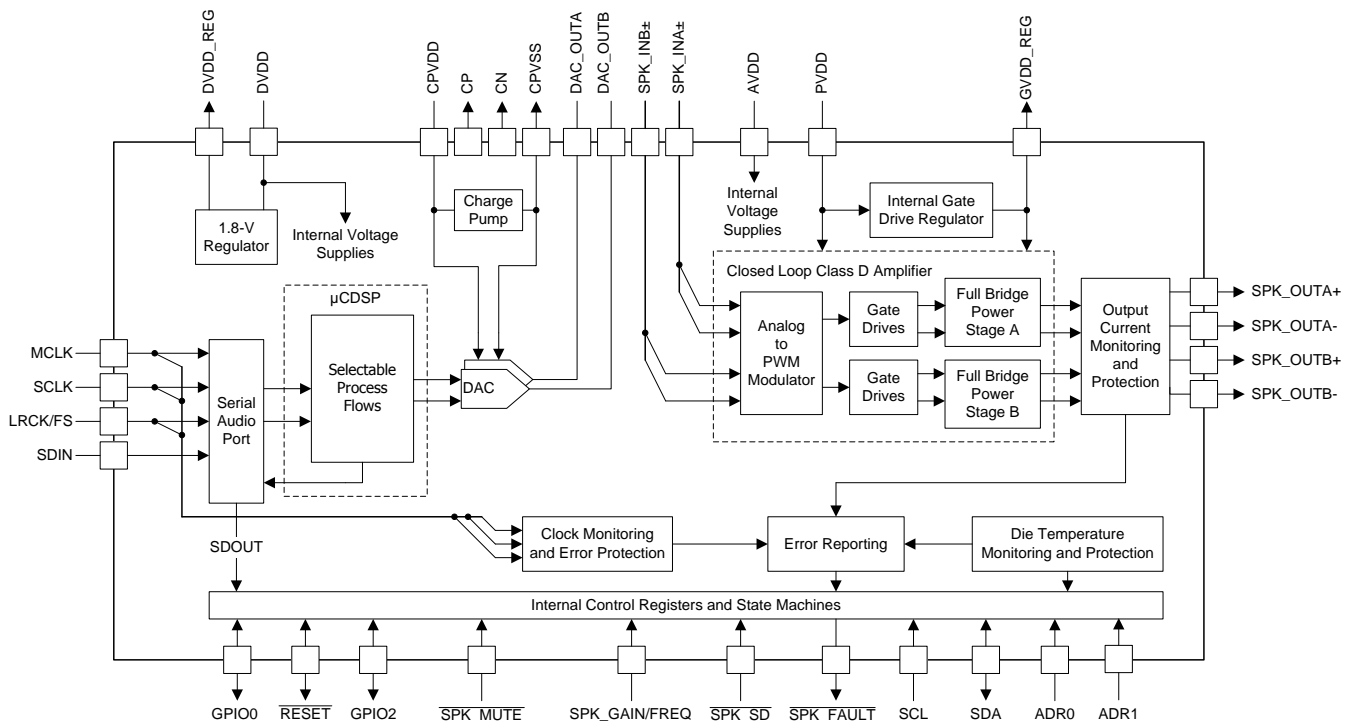 DVDD_REG
DVDD
CPVDD
CP
CN
CPVSS
DAC_OUTA
DAC_OUTB
SPK_INB±
SPK_INA±
AVDD
PVDD
GVDD_REG
1.8-V
Regulator
Internal Voltage
Supplies
Charge
Pump
Internal
Voltage
Supplies
Internal Gate
Drive Regulator
Closed Loop Class D Amplifier
µCDSP
MCLK
SCLK
LRCK/FS
SDIN
Serial
Audio
Port
Selectable
Process
Flows
DAC
Analog
to
PWM
Modulator
Gate
Drives
Full Bridge
Power
Stage A
Gate
Drives
Full Bridge
Power
Stage B
Output
Current
Monitoring
and
Protection
SPK_OUTA+
SPK_OUTA-
SPK_OUTB+
SPK_OUTB-
SDOUT
Clock Monitoring
and Error Protection
Error Reporting
Die Temperature
Monitoring and Protection
Internal Control Registers and State Machines
GPIO0
RESET
GPIO2
SPK_MUTE
SPK_GAIN/FREQ
SPK_SD
SPK_FAULT
SCL
SDA
ADR0
ADR1